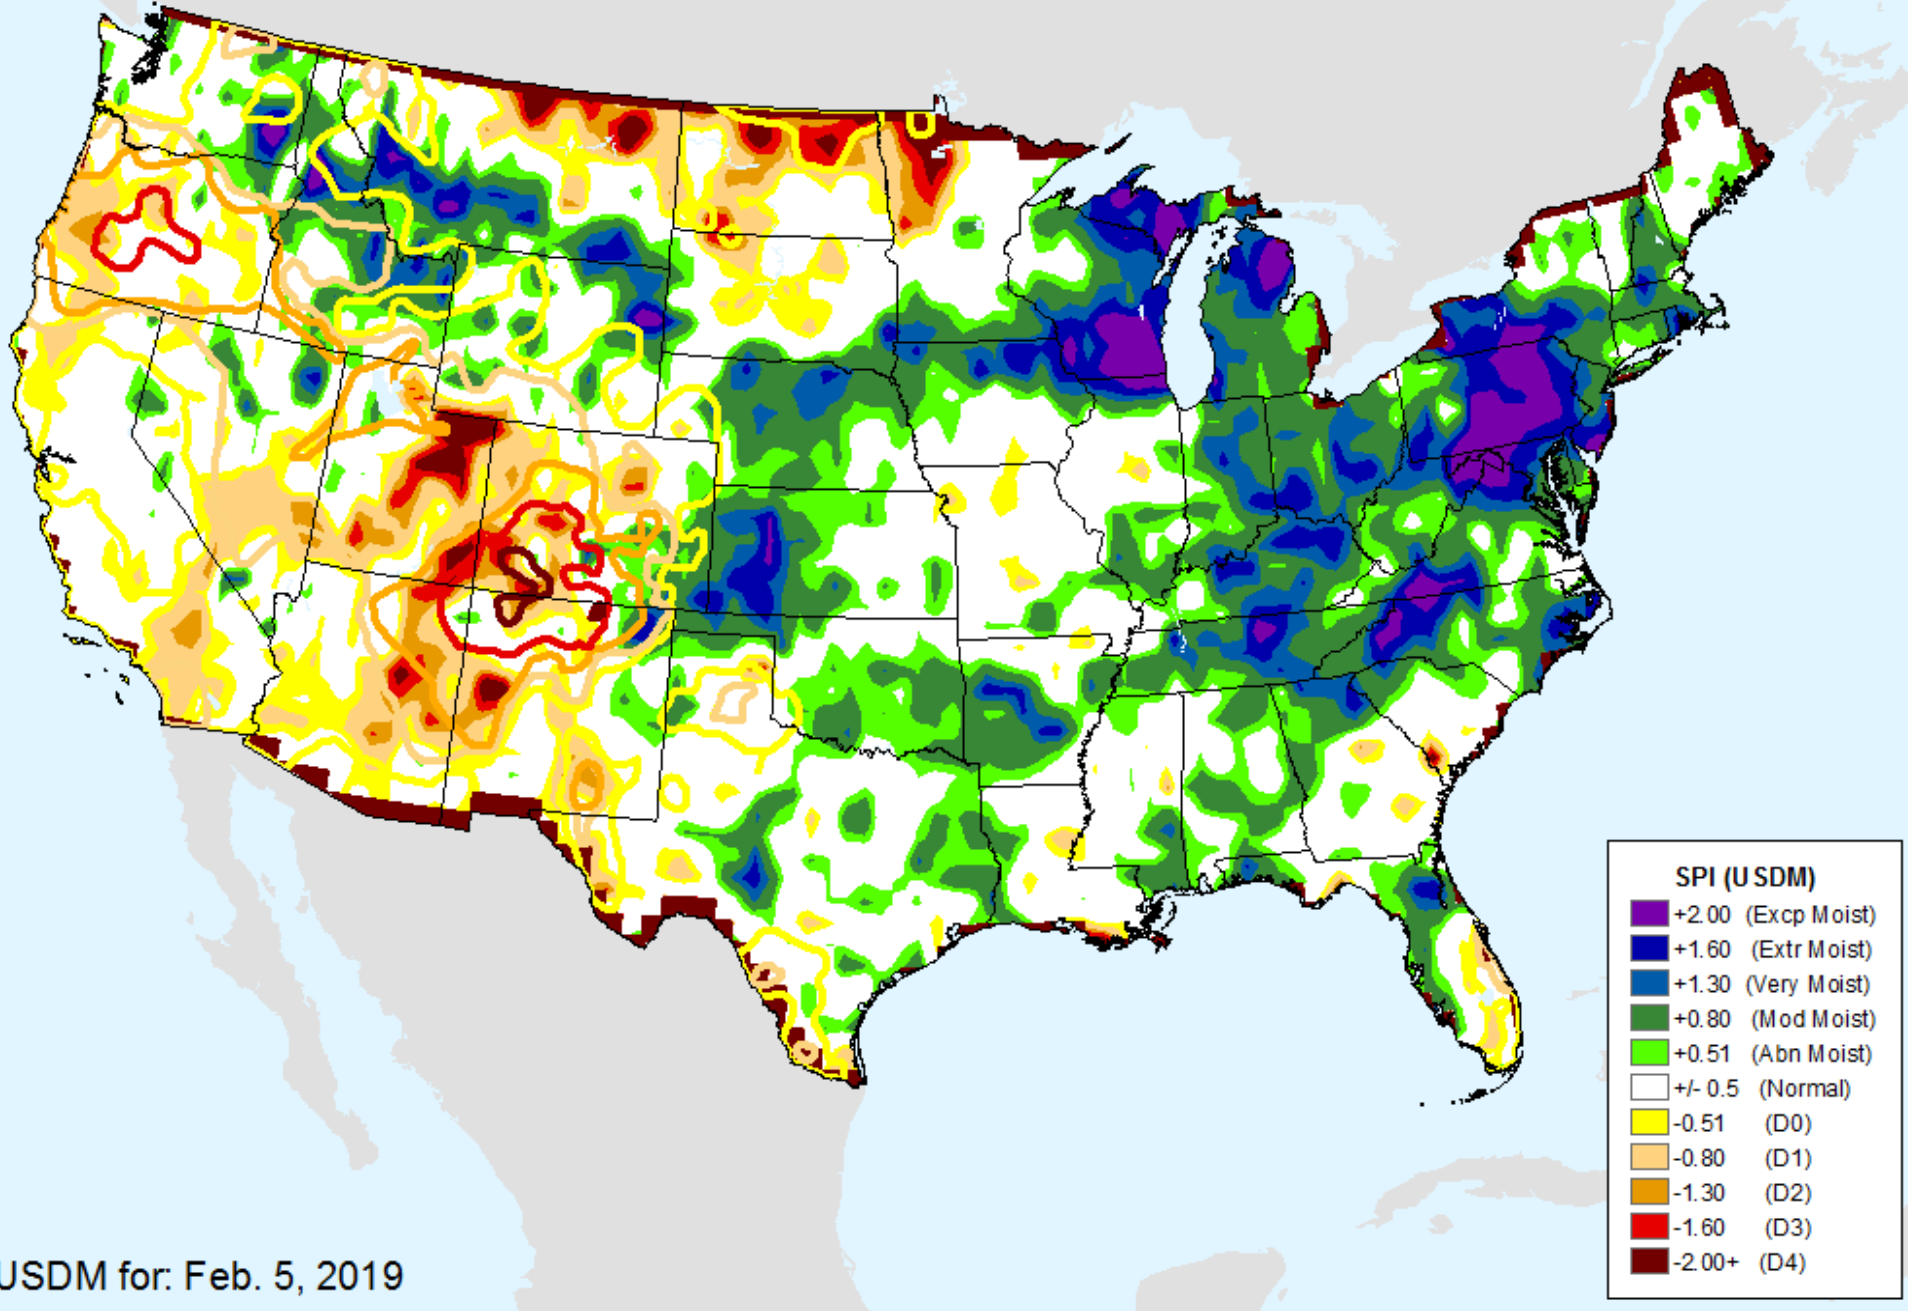 SPI (USDM)
+2.00 (Excp Moist)
+1.60 (Extr Moist)
+1.30 (Very Moist)
+0.80 (Mod Moist)
+0.51 (Abn Moist)
+/- 0.5 (Normal)
-0.51 (D0)
-0.80 (D1)
-1.30 (D2)
-1.60 (D3)
-2.00+ (D4)
USDM for: Feb. 5, 2019